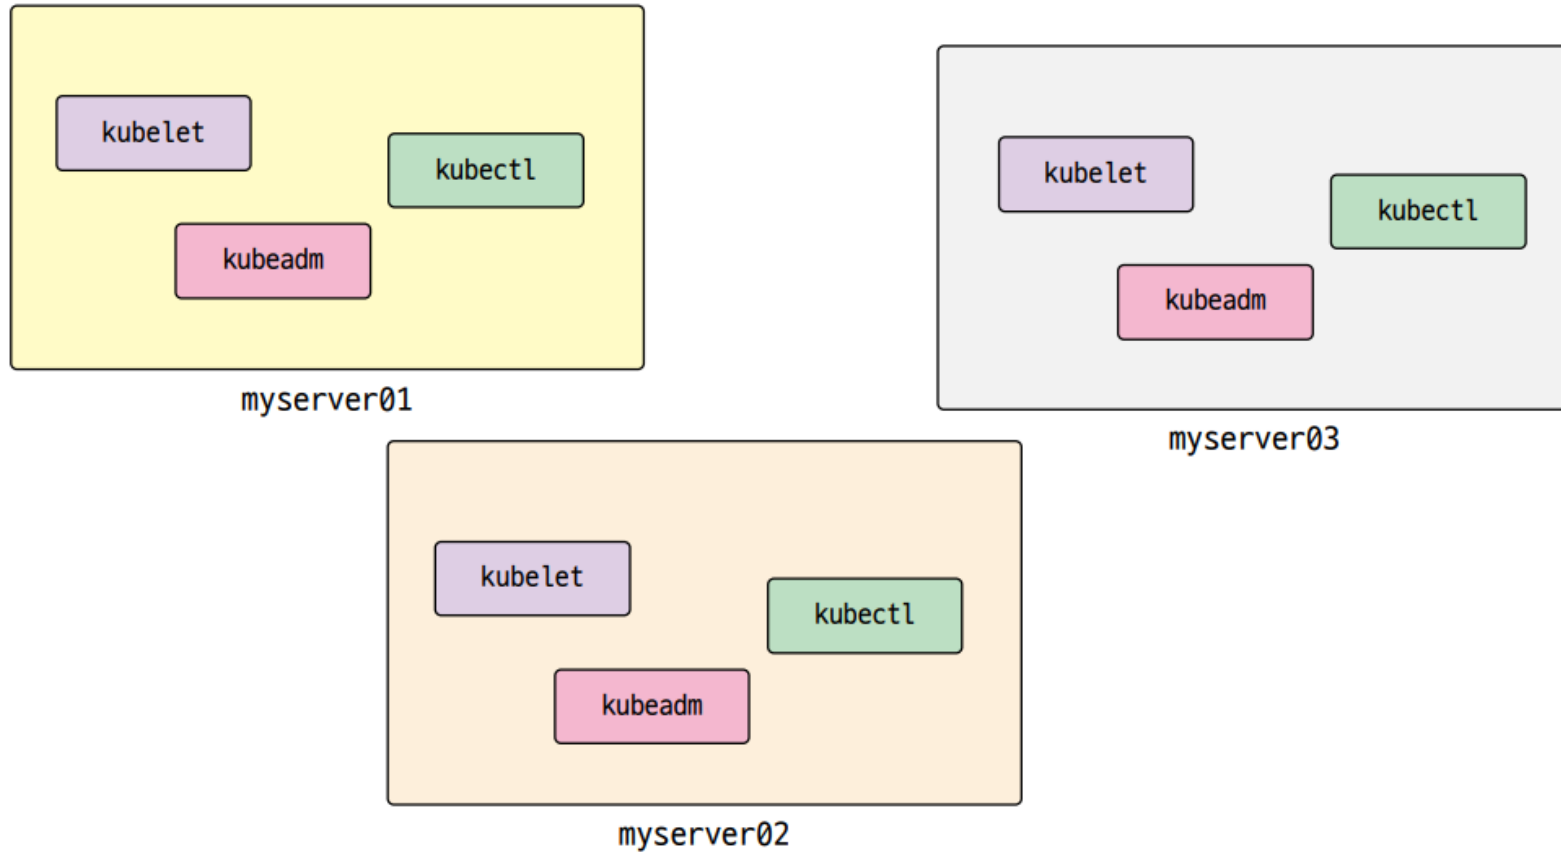 kubelet
kubectl
kubeadm
myserver01
kubelet
kubectl
kubeadm
myserver03
kubelet
kubectl
kubeadm
myserver02